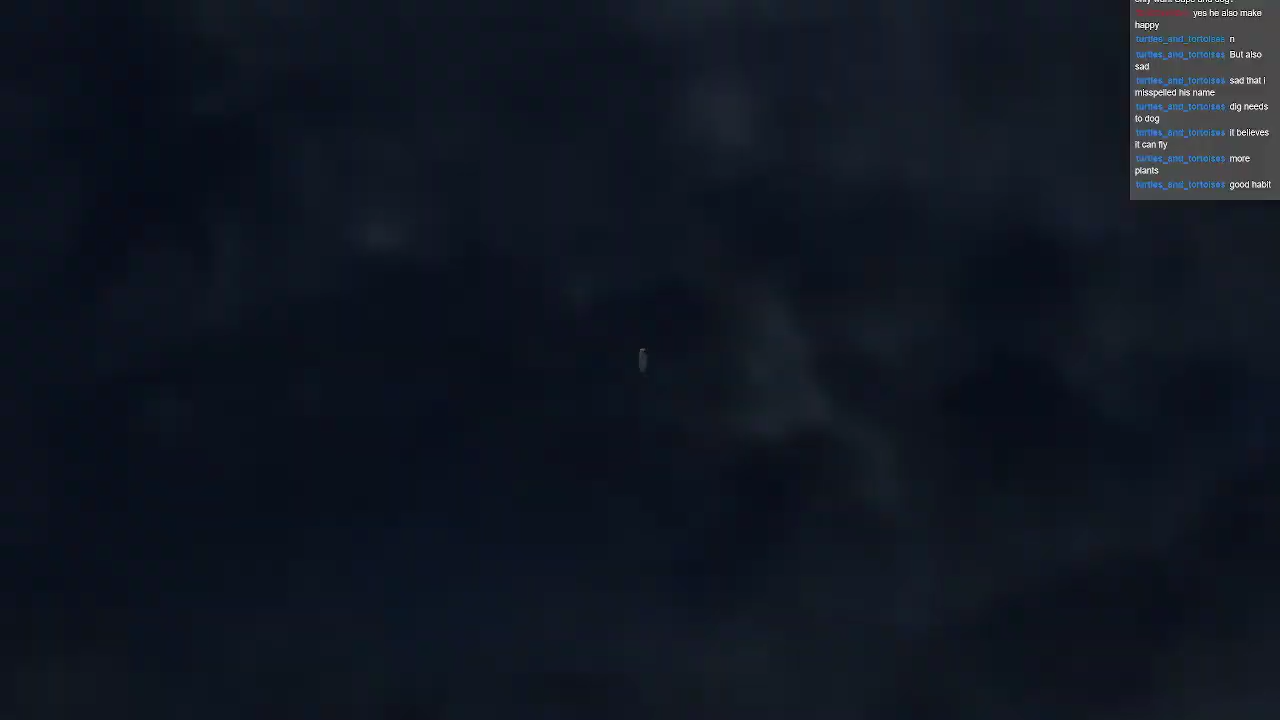 yes he also make
happy
turtles_and_tortoises n
turtles_and_tortoises But also
sad
turtles_and_tortoises sad that i
misspelled his name
turtles_and_tortoises dig needs
to dog
turtles_and_tortoises it believes
it can fly
turtles_and_tortoises more
plants
turtles_and_tortoises good habit